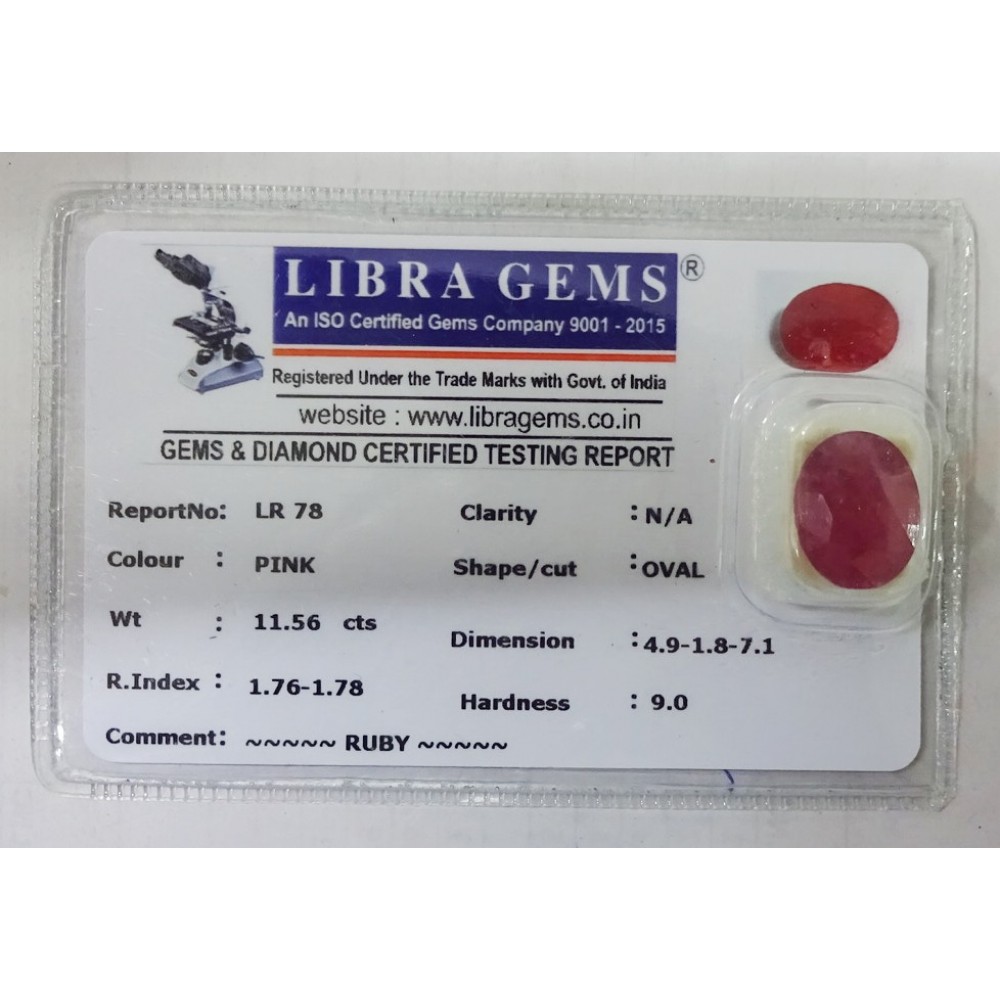 LIBRA GEMS ®
An ISO Certified Gems Company 9001 - 2015
Registered Under the Trade Marks with Govt. of India
website : www.libragems.co.in
GEMS & DIAMOND CERTIFIED TESTING REPORT
ReportNo: LR 78 Clarity : N/A
Colour : PINK Shape/cut : OVAL
Wt : 11.56 cts Dimension : 4.9-1.8-7.1
R.Index : 1.76-1.78 Hardness : 9.0
Comment: ~~~~~ RUBY ~~~~~